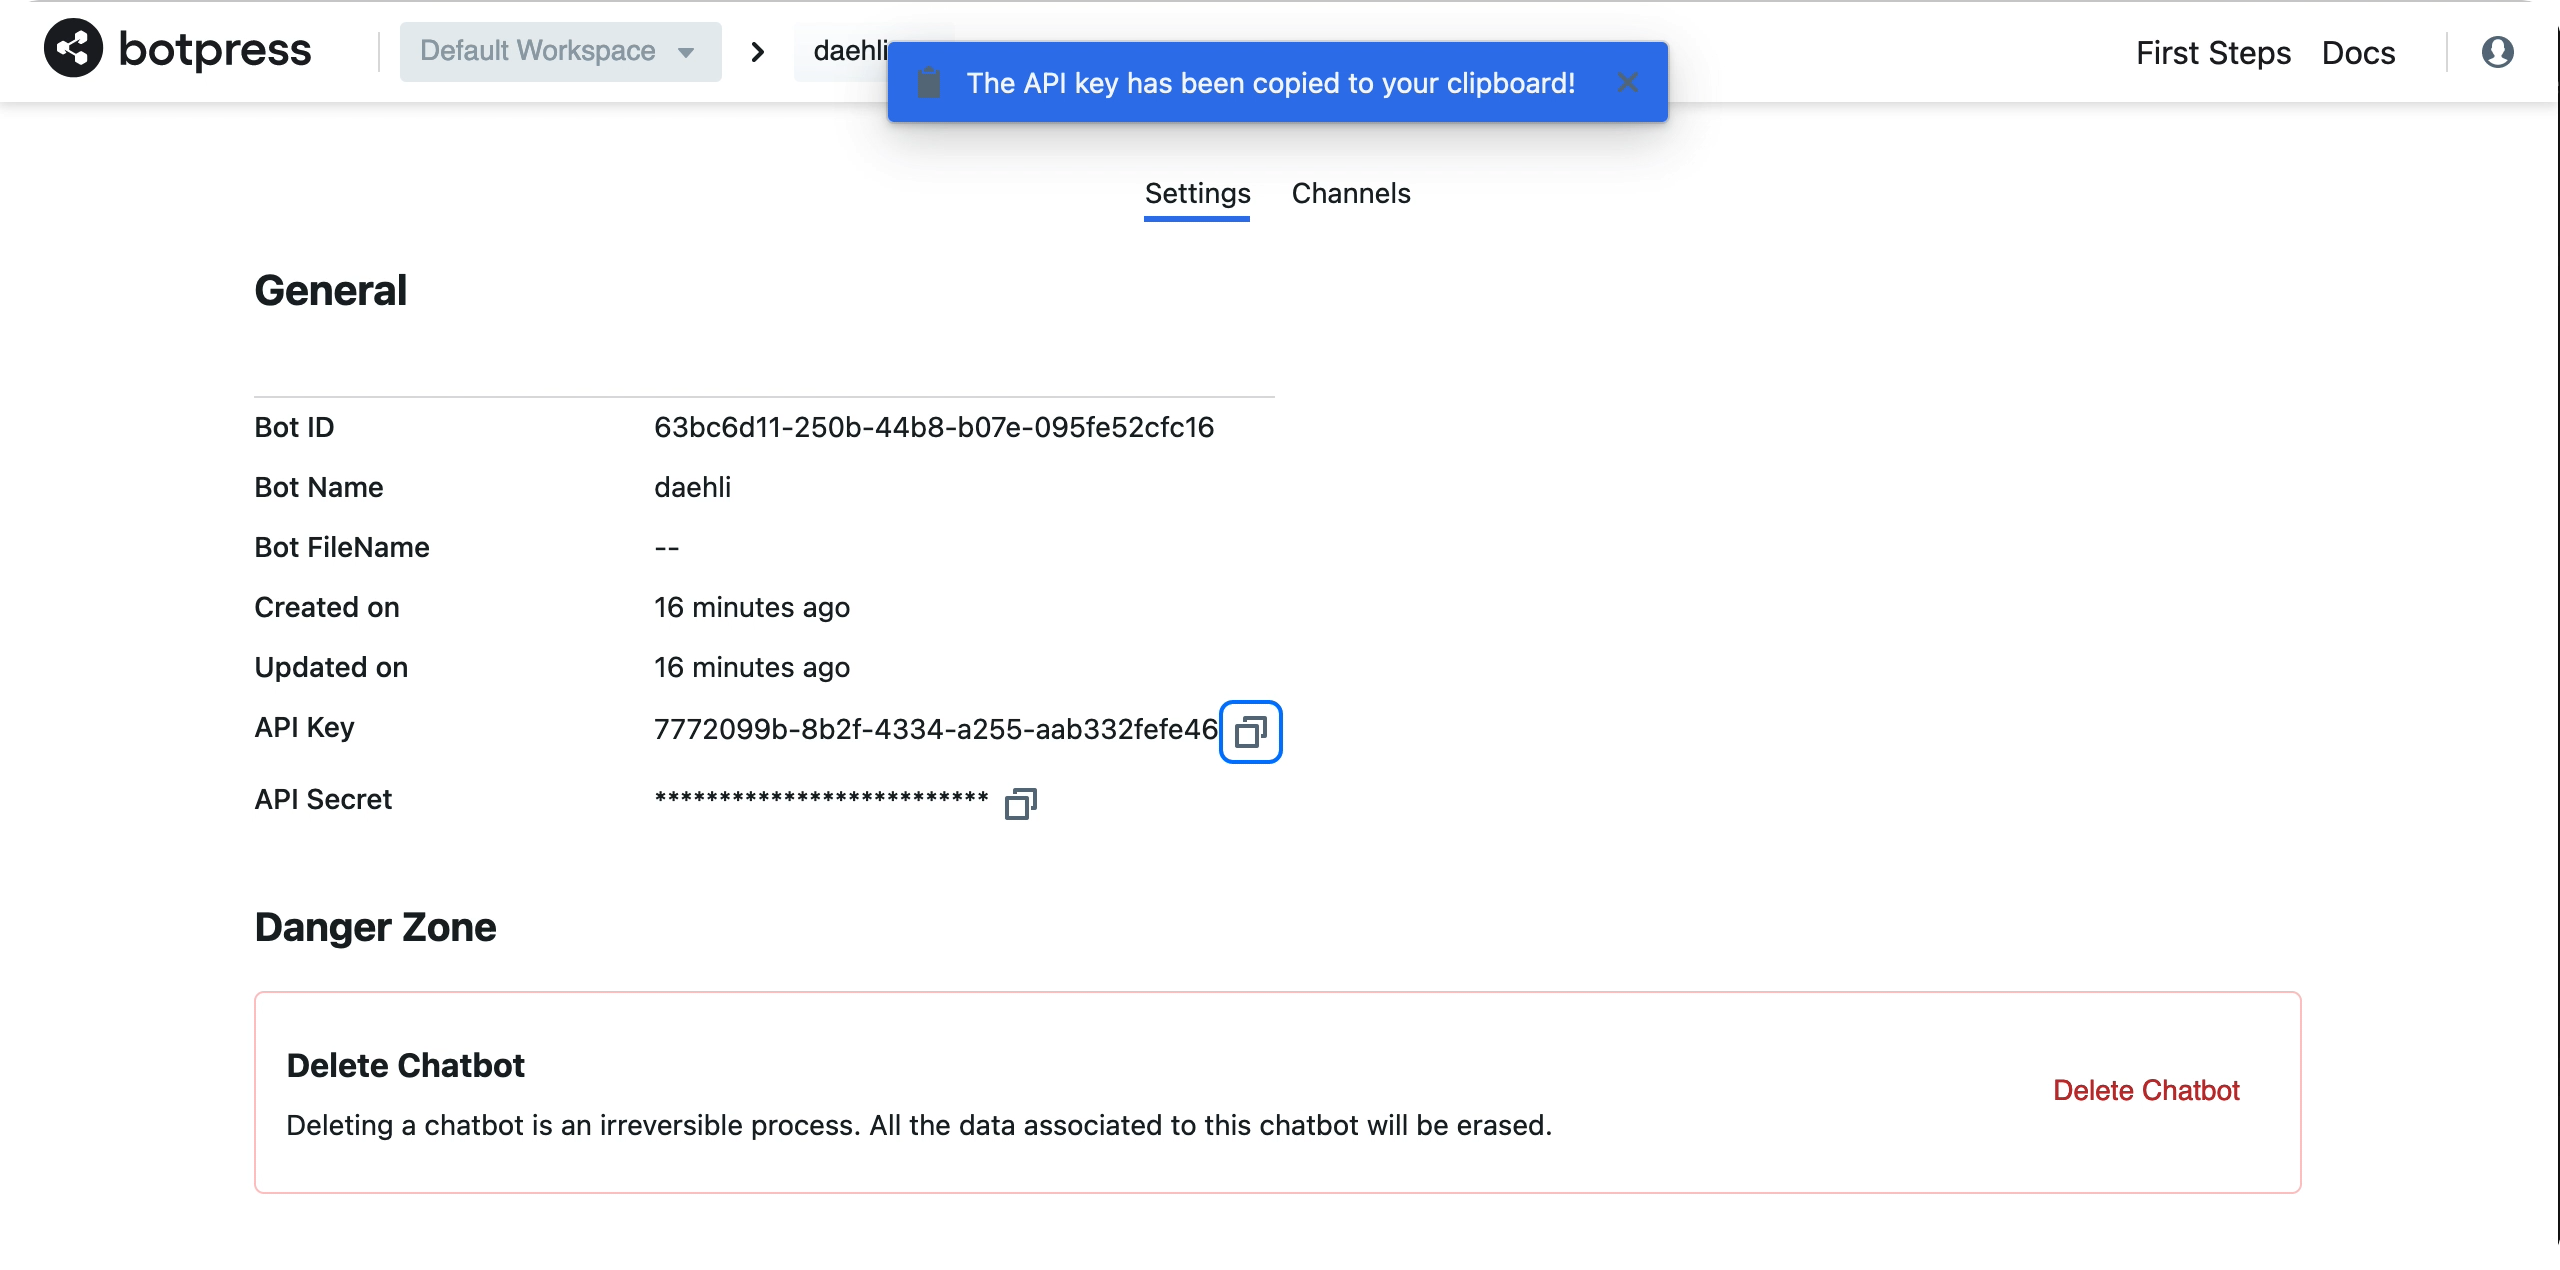 botpress Default Workspace daehli First Steps Docs
The API key has been copied to your clipboard!
Settings Channels
General
Bot ID 63bc6d11-250b-44b8-b07e-095fe52cfc16
Bot Name daehli
Bot FileName --
Created on 16 minutes ago
Updated on 16 minutes ago
API Key 7772099b-8b2f-4334-a255-aab332fefe46
API Secret **************************
Danger Zone
Delete Chatbot
Delete Chatbot
Deleting a chatbot is an irreversible process. All the data associated to this chatbot will be erased.